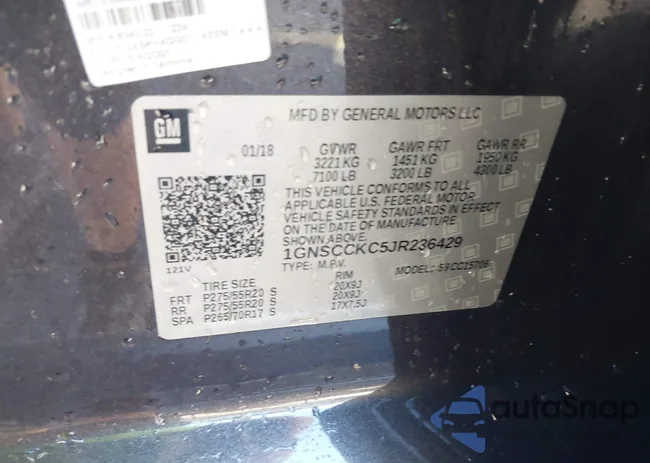 MFD BY GENERAL MOTORS LLC
GM
01/18 GVWR GAWR FRT GAWR RR
3221 KG 1451 KG 1950 KG
7100 LB 3200 LB 4300 LB
THIS VEHICLE CONFORMS TO ALL
APPLICABLE U.S. FEDERAL MOTOR
VEHICLE SAFETY STANDARDS IN EFFECT
ON THE DATE OF MANUFACTURE
SHOWN ABOVE.
1GNSCCKC5JR236429
TYPE: M.P.V. MODEL: S9CC15706
121V
TIRE SIZE RIM
FRT P275/55R20 S 20X9J
RR P275/55R20 S 20X9J
SPA P265/70R17 S 17X7.5J
autoSnap